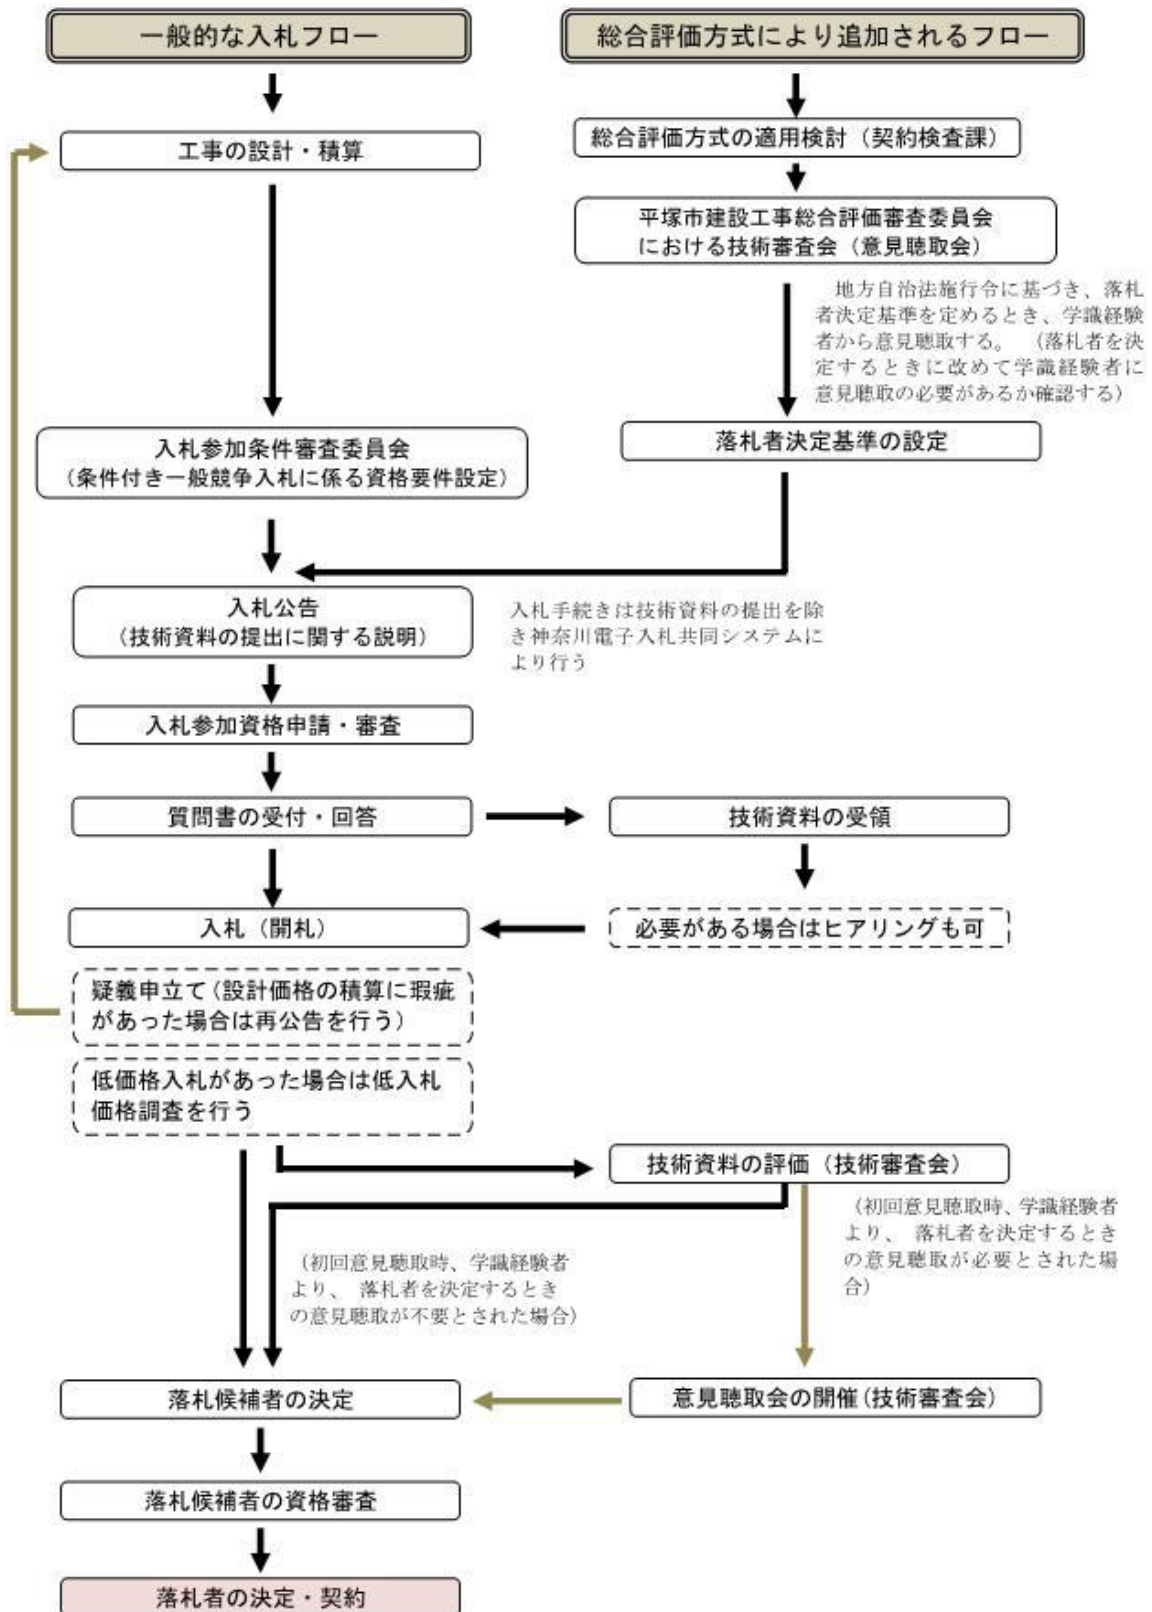 一般的な入札フロー
総合評価方式により追加されるフロー
工事の設計・積算
総合評価方式の適用検討（契約検査課）
平塚市建設工事総合評価審査委員会
における技術審査会（意見聴取会）
地方自治法施行令に基づき、落札
者決定基準を定めるとき、学識経験
者から意見聴取する。　（落札者を決
定するときに改めて学識経験者に
意見聴取の必要があるか確認する）
入札参加条件審査委員会
（条件付き一般競争入札に係る資格要件設定）
落札者決定基準の設定
入札公告
（技術資料の提出に関する説明）
入札手続きは技術資料の提出を除
き神奈川電子入札共同システムに
より行う
入札参加資格申請・審査
質問書の受付・回答
技術資料の受領
入札（開札）
必要がある場合はヒアリングも可
疑義申立て（設計価格の積算に瑕疵
があった場合は再公告を行う）
低価格入札があった場合は低入札
価格調査を行う
技術資料の評価（技術審査会）
（初回意見聴取時、学識経験者
より、 落札者を決定するとき
の意見聴取が必要とされた場
合）
（初回意見聴取時、学識経験者
より、 落札者を決定するとき
の意見聴取が不要とされた場合）
落札候補者の決定
意見聴取会の開催（技術審査会）
落札候補者の資格審査
落札者の決定・契約